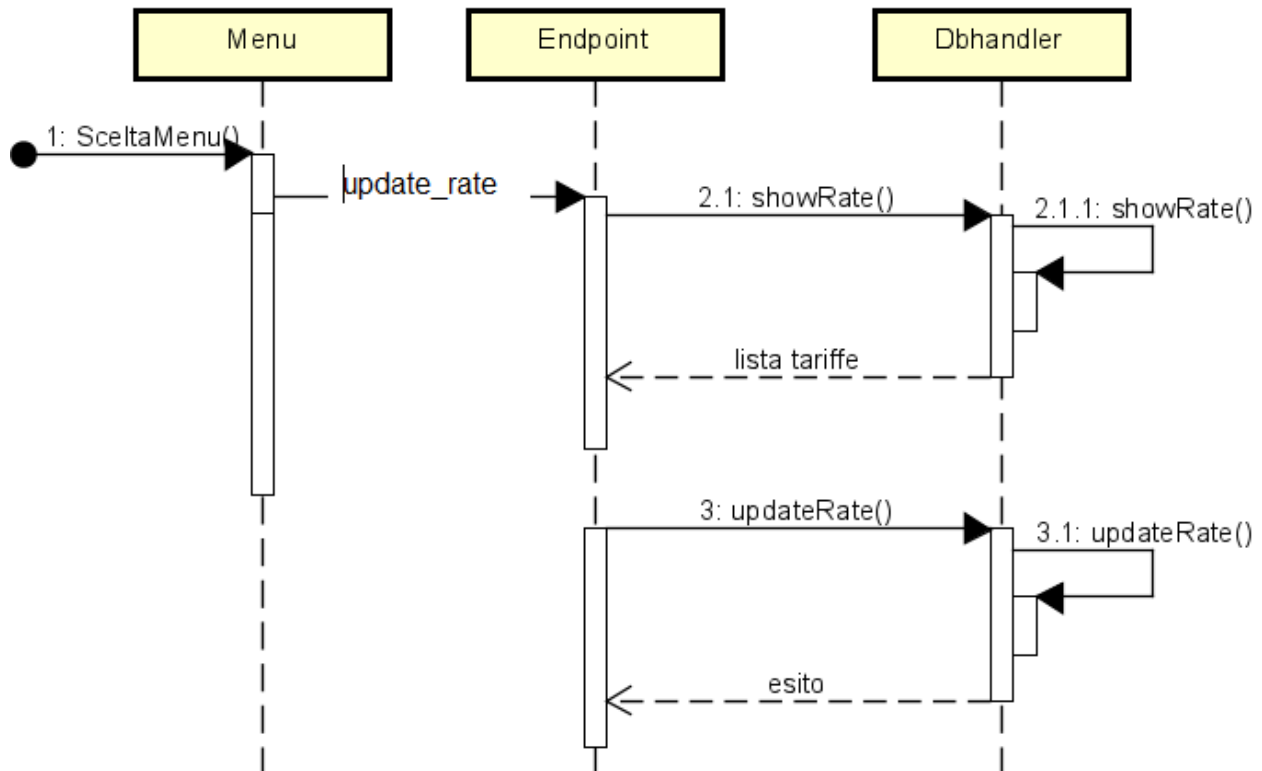 Menu
Endpoint
Dbhandler
1: SceltaMenu()
update_rate
2.1: showRate()
2.1.1: showRate()
lista tariffe
3: updateRate()
3.1: updateRate()
esito